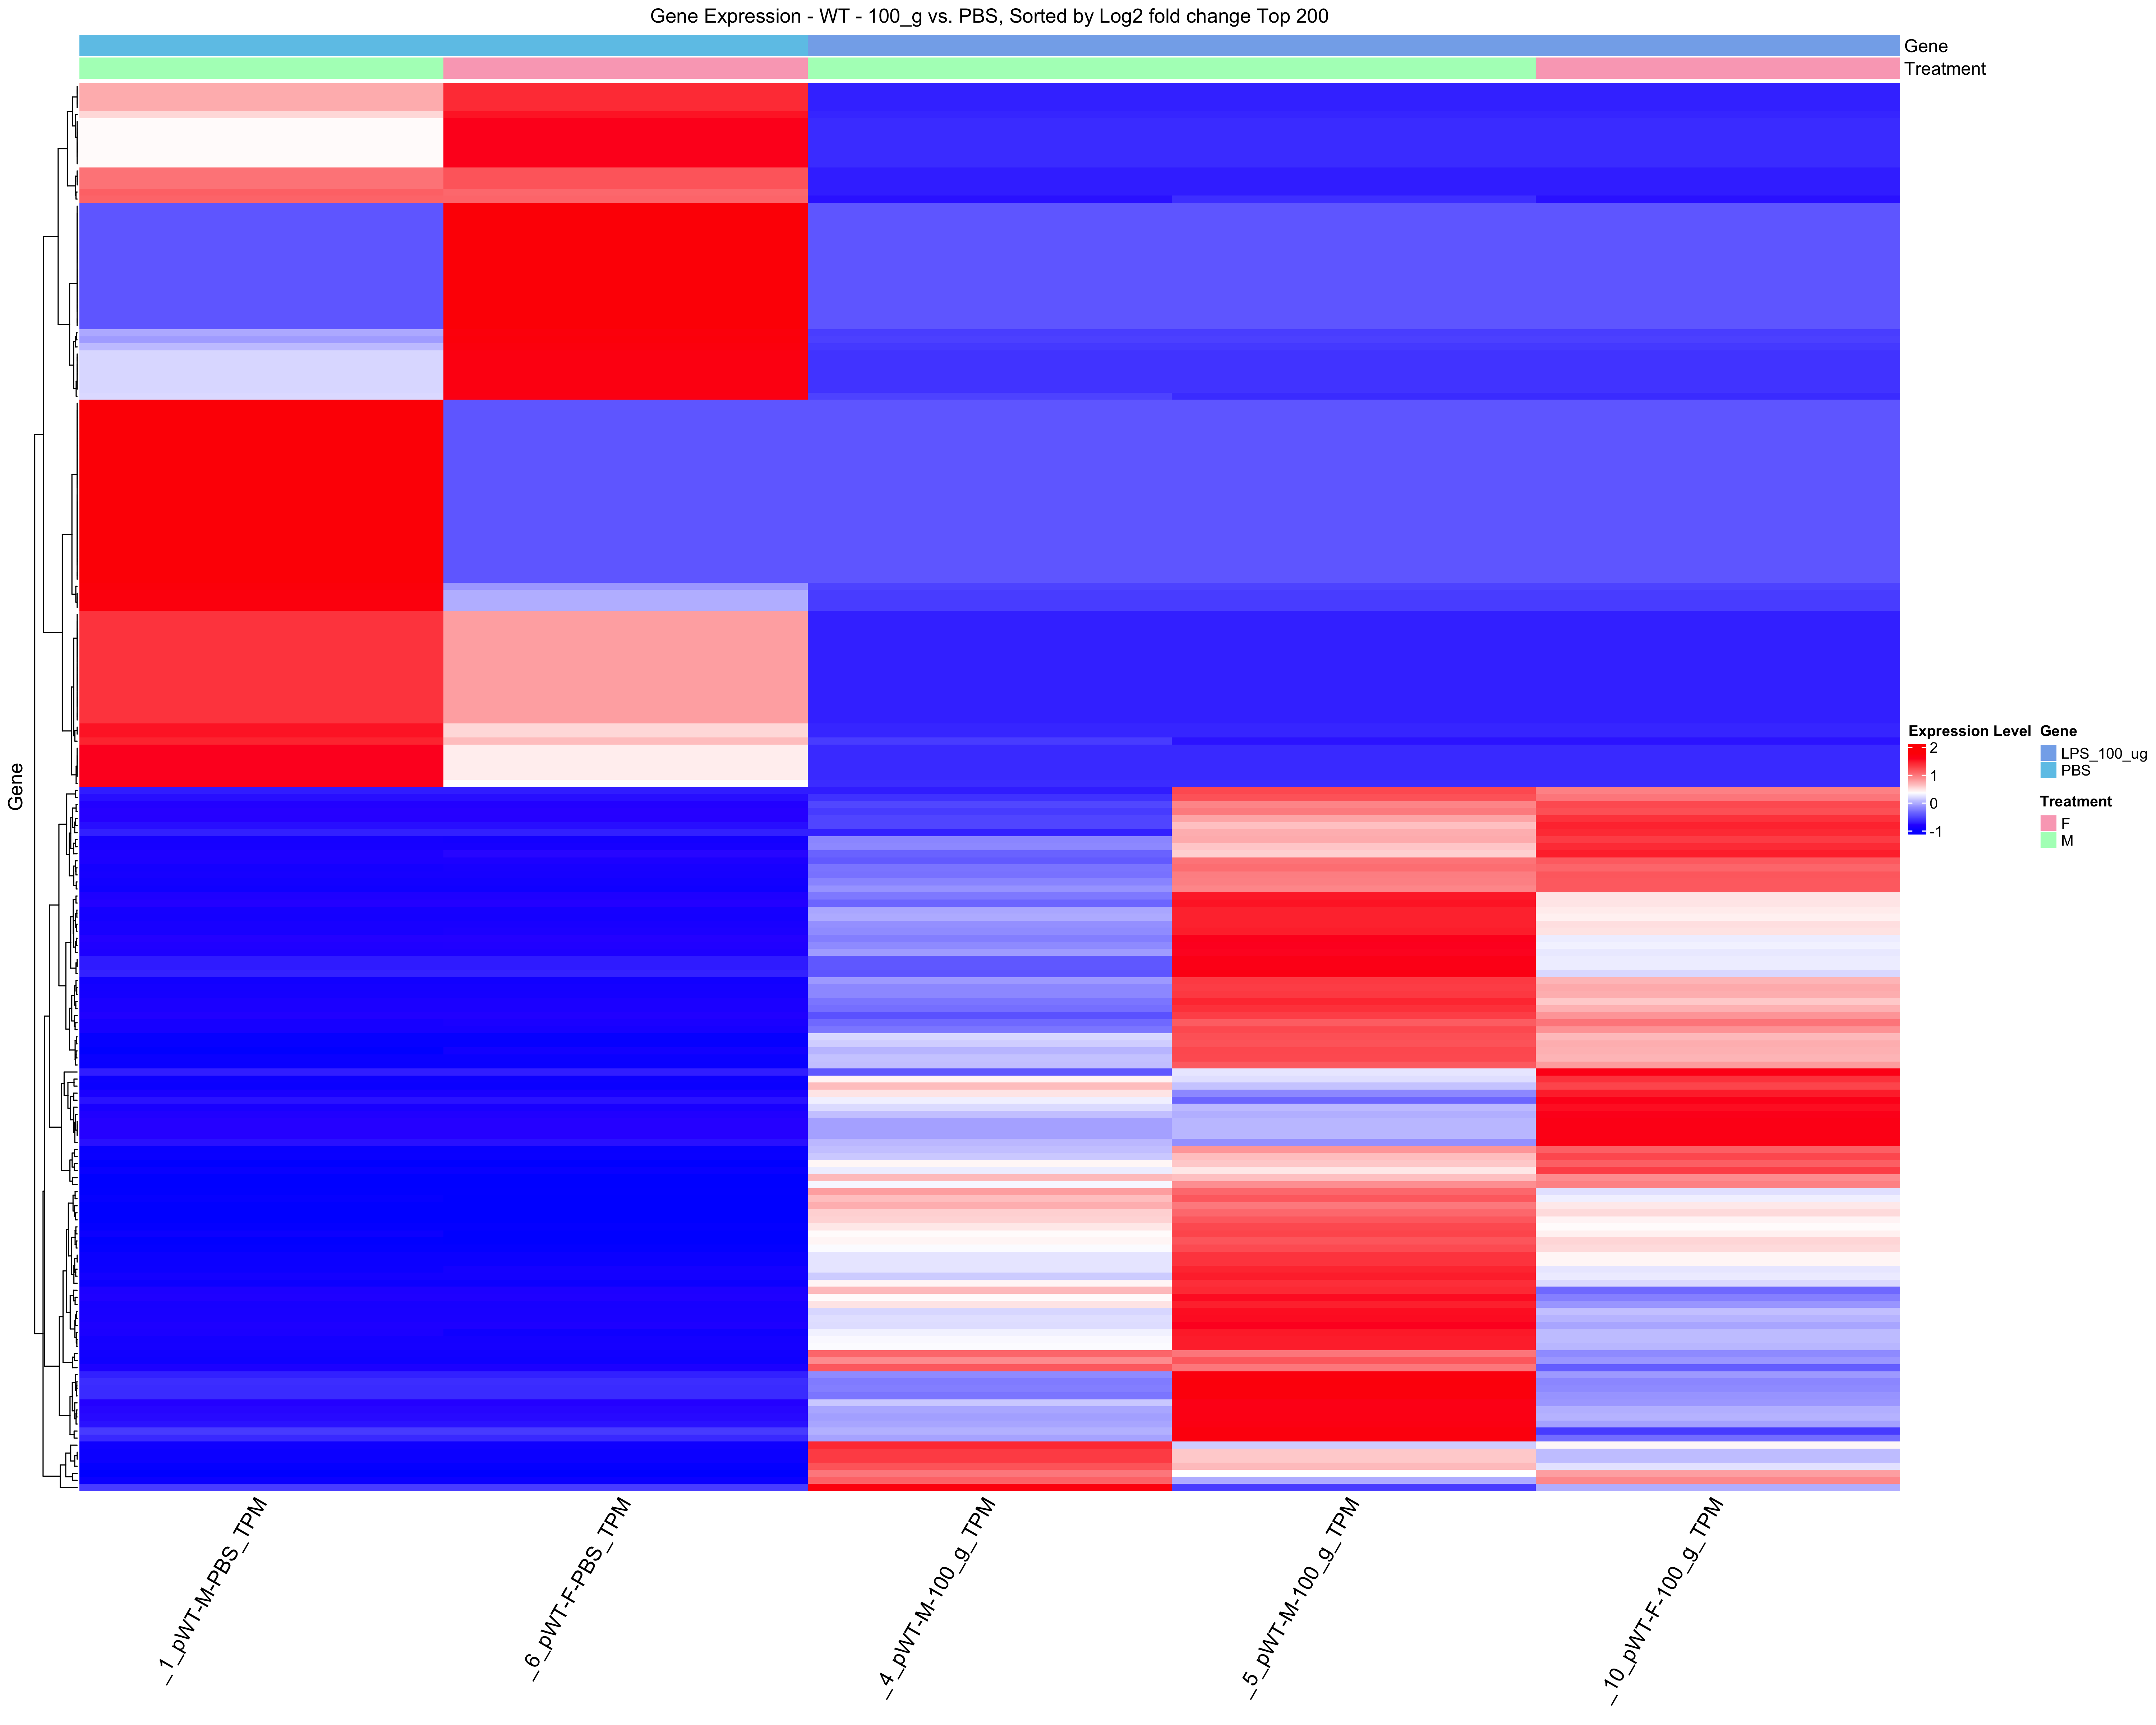 Gene Expression - WT - 100_g vs. PBS, Sorted by Log2 fold change Top 200
Gene
Treatment
Gene
Expression Level
2
1
0
-1
Gene
LPS_100_ug
PBS
Treatment
F
M
_1_pWT-M-PBS_TPM
_6_pWT-F-PBS_TPM
_4_pWT-M-100_g_TPM
_5_pWT-M-100_g_TPM
_10_pWT-F-100_g_TPM